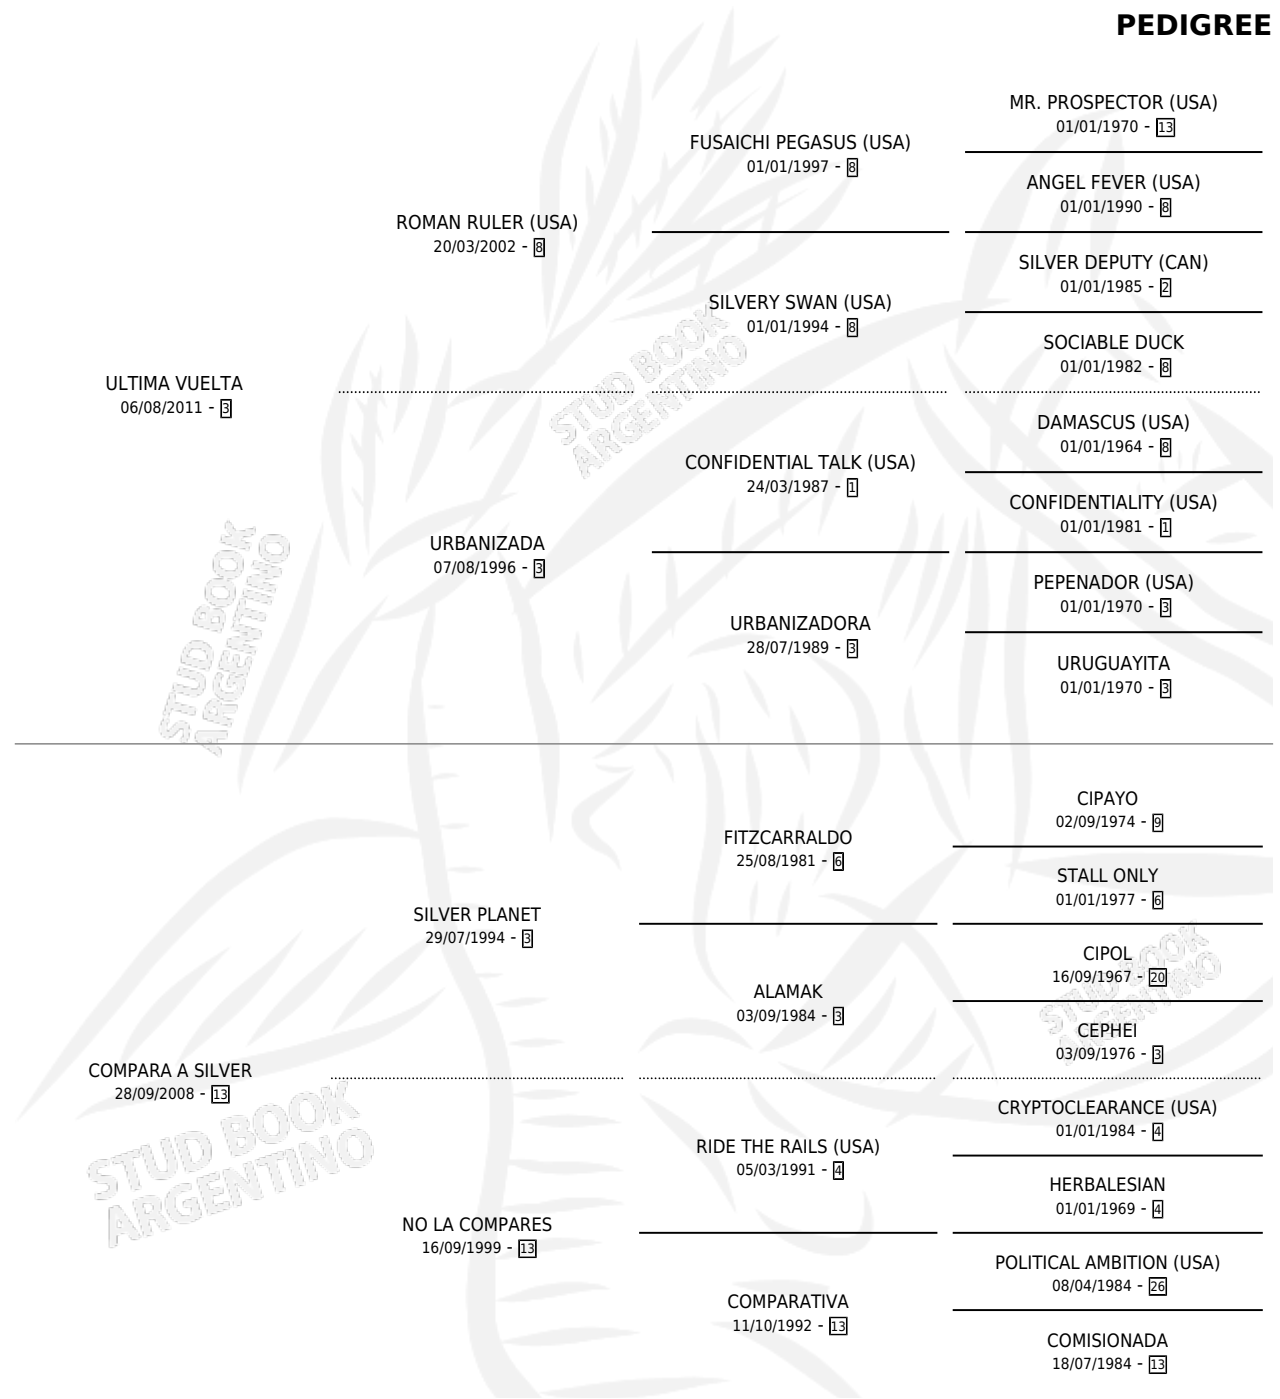 PEDIGREE
MR. PROSPECTOR (USA)
01/01/1970 - 13
FUSAICHI PEGASUS (USA)
01/01/1997 - 8
ANGEL FEVER (USA)
01/01/1990 - 8
ROMAN RULER (USA)
20/03/2002 - 8
SILVER DEPUTY (CAN)
01/01/1985 - 2
SILVERY SWAN (USA)
01/01/1994 - 8
SOCIABLE DUCK
01/01/1982 - 8
ULTIMA VUELTA
06/08/2011 - 3
DAMASCUS (USA)
01/01/1964 - 8
CONFIDENTIAL TALK (USA)
24/03/1987 - 1
CONFIDENTIALITY (USA)
01/01/1981 - 1
URBANIZADA
07/08/1996 - 3
PEPENADOR (USA)
01/01/1970 - 3
URBANIZADORA
28/07/1989 - 3
URUGUAYITA
01/01/1970 - 3
CIPAYO
02/09/1974 - 9
FITZCARRALDO
25/08/1981 - 6
STALL ONLY
01/01/1977 - 6
SILVER PLANET
29/07/1994 - 3
CIPOL
16/09/1967 - 20
ALAMAK
03/09/1984 - 3
CEPHEI
03/09/1976 - 3
COMPARA A SILVER
28/09/2008 - 13
CRYPTOCLEARANCE (USA)
01/01/1984 - 4
RIDE THE RAILS (USA)
05/03/1991 - 4
HERBALESIAN
01/01/1969 - 4
NO LA COMPARES
16/09/1999 - 13
POLITICAL AMBITION (USA)
08/04/1984 - 26
COMPARATIVA
11/10/1992 - 13
COMISIONADA
18/07/1984 - 13
STUD BOOK
ARGENTINO
STUD BOOK
ARGENTINO
STUD BOOK
ARGENTINO
STUD BOOK
ARGENTINO